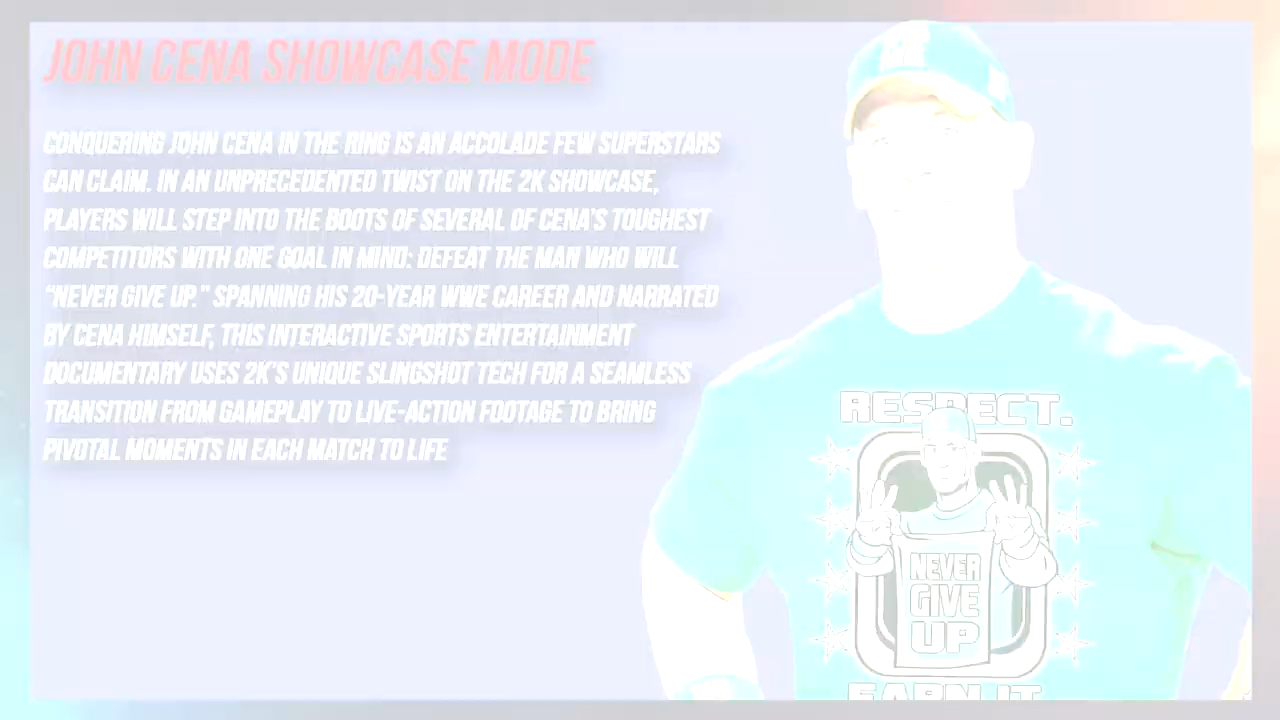 JOHN CENA SHOWCASE MODE
CONQUERING JOHN CENA IN THE RING IS AN ACCOLADE FEW SUPERSTARS
CAN CLAIM. IN AN UNPRECEDENTED TWIST ON THE 2K SHOWCASE,
PLAYERS WILL STEP INTO THE BOOTS OF SEVERAL OF CENA'S TOUGHEST
COMPETITORS WITH ONE GOAL IN MIND: DEFEAT THE MAN WHO WILL
“NEVER GIVE UP.” SPANNING HIS 20-YEAR WWE CAREER AND NARRATED
BY CENA HIMSELF, THIS INTERACTIVE SPORTS ENTERTAINMENT
DOCUMENTARY USES 2K'S UNIQUE SLINGSHOT TECH FOR A SEAMLESS
TRANSITION FROM GAMEPLAY TO LIVE-ACTION FOOTAGE TO BRING
PIVOTAL MOMENTS IN EACH MATCH TO LIFE
RESPECT.
NEVER
GIVE
UP
EARN IT